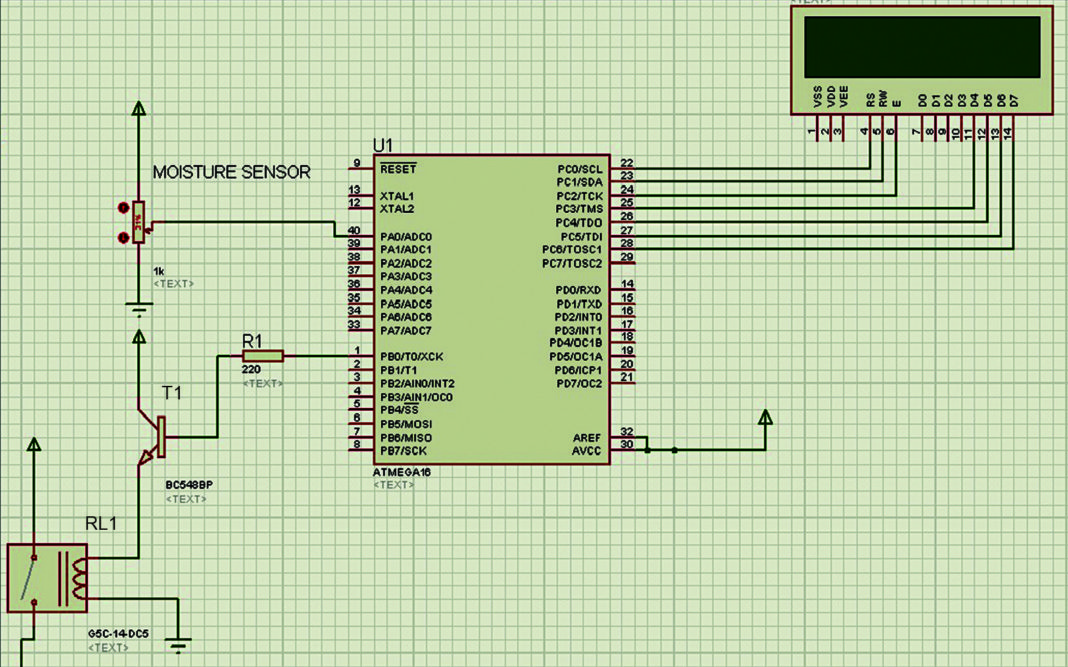 <TEXT>
VSS VDD VEE RS RW E D0 D1 D2 D3 D4 D5 D6 D7
1 2 3 4 5 6 7 8 9 10 11 12 13 14
MOISTURE SENSOR
21%
1k
<TEXT>
U1
9 RESET PC0/SCL 22
PC1/SDA 23
13 XTAL1 PC2/TCK 24
12 XTAL2 PC3/TMS 25
PC4/TDO 26
40 PA0/ADC0 PC5/TDI 27
39 PA1/ADC1 PC6/TOSC1 28
38 PA2/ADC2 PC7/TOSC2 29
37 PA3/ADC3
36 PA4/ADC4 PD0/RXD 14
35 PA5/ADC5 PD1/TXD 15
34 PA6/ADC6 PD2/INT0 16
33 PA7/ADC7 PD3/INT1 17
PD4/OC1B 18
1 PB0/T0/XCK PD5/OC1A 19
2 PB1/T1 PD6/ICP1 20
3 PB2/AIN0/INT2 PD7/OC2 21
4 PB3/AIN1/OC0
5 PB4/SS
6 PB5/MOSI
7 PB6/MISO AREF 32
8 PB7/SCK AVCC 30
ATMEGA16
<TEXT>
R1
220
<TEXT>
T1
BC548BP
<TEXT>
RL1
G5C-14-DC5
<TEXT>